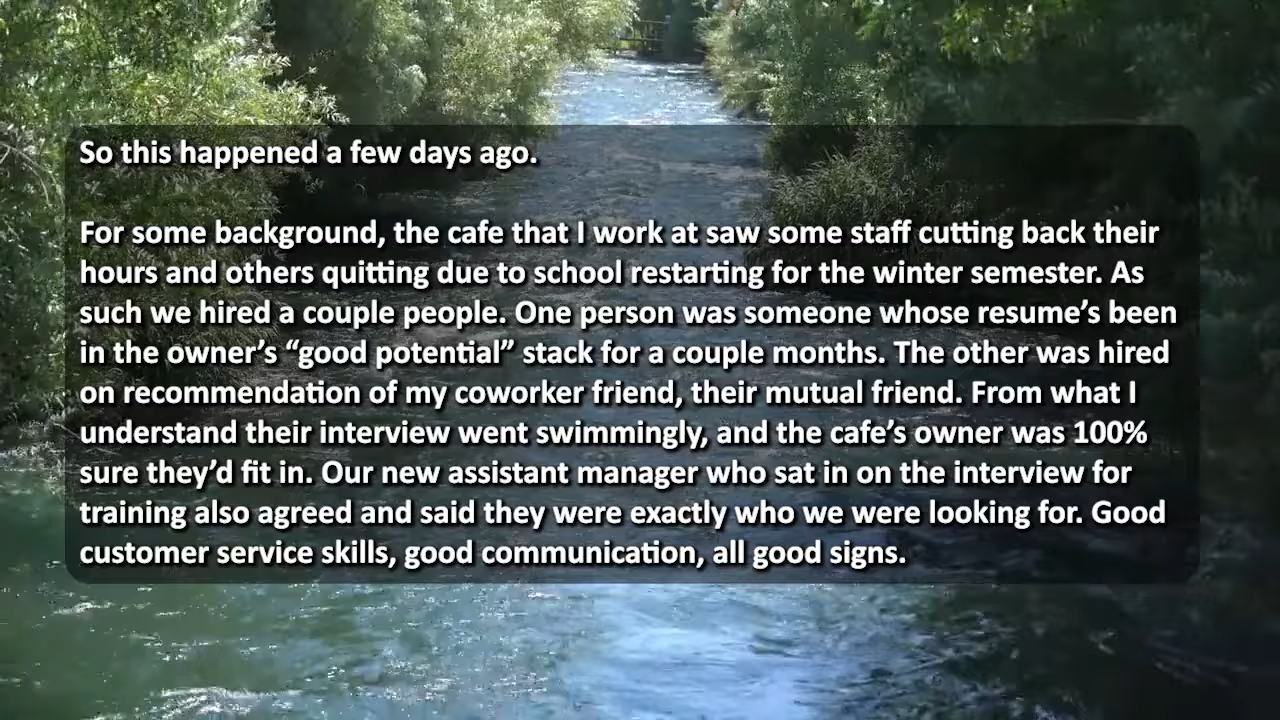 So this happened a few days ago.
For some background, the cafe that I work at saw some staff cutting back their
hours and others quitting due to school restarting for the winter semester. As
such we hired a couple people. One person was someone whose resume’s been
in the owner’s “good potential” stack for a couple months. The other was hired
on recommendation of my coworker friend, their mutual friend. From what I
understand their interview went swimmingly, and the cafe’s owner was 100%
sure they’d fit in. Our new assistant manager who sat in on the interview for
training also agreed and said they were exactly who we were looking for. Good
customer service skills, good communication, all good signs.